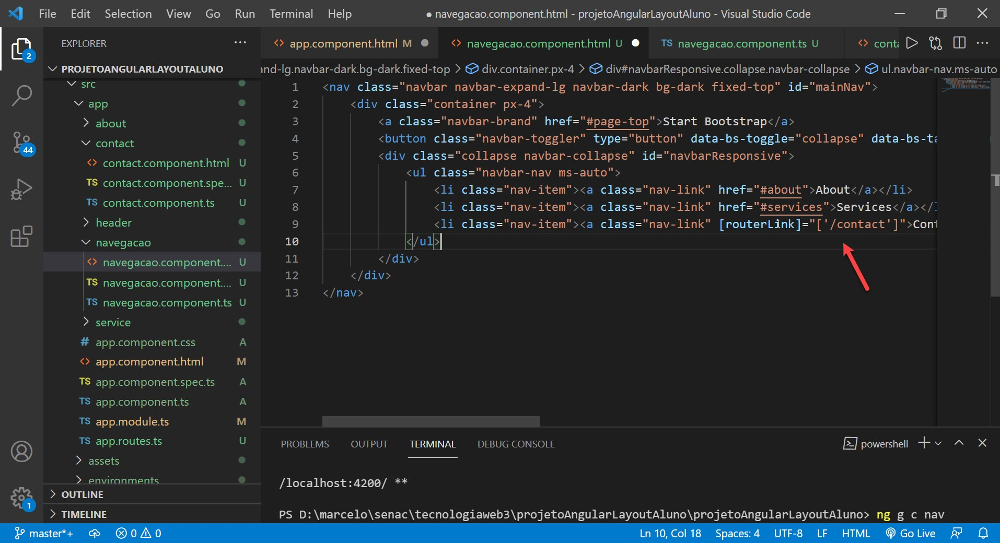 File Edit Selection View Go Run Terminal Help ● navegacao.component.html - projetoAngularLayoutAluno - Visual Studio Code
EXPLORER ···
app.component.html M
navegacao.component.html U
TS navegacao.component.ts U
conta
2
44
1
PROJETOANGULARLAYOUTALUNO
src
app
about
contact
contact.component.html U
TS contact.component.spe... U
TS contact.component.ts U
header
navegacao
navegacao.component.... U
TS navegacao.component.... U
TS navegacao.component.ts U
service
# app.component.css A
<> app.component.html M
TS app.component.spec.ts A
TS app.component.ts A
TS app.module.ts M
TS app.routes.ts U
assets
environments
OUTLINE
TIMELINE
and-lg.navbar-dark.bg-dark.fixed-top > div.container.px-4 > div#navbarResponsive.collapse.navbar-collapse > ul.navbar-nav.ms-auto
1 <nav class="navbar navbar-expand-lg navbar-dark bg-dark fixed-top" id="mainNav">
2 <div class="container px-4">
3 <a class="navbar-brand" href="#page-top">Start Bootstrap</a>
4 <button class="navbar-toggler" type="button" data-bs-toggle="collapse" data-bs-ta
5 <div class="collapse navbar-collapse" id="navbarResponsive">
6 <ul class="navbar-nav ms-auto">
7 <li class="nav-item"><a class="nav-link" href="#about">About</a></li>
8 <li class="nav-item"><a class="nav-link" href="#services">Services</a></l
9 <li class="nav-item"><a class="nav-link" [routerLink]="['/contact']">Cont
10 </ul>
11 </div>
12 </div>
13 </nav>
PROBLEMS OUTPUT TERMINAL DEBUG CONSOLE powershell
/localhost:4200/ **
PS D:\marcelo\senac\tecnologiaweb3\projetoAngularLayoutAluno\projetoAngularLayoutAluno> ng g c nav
master*+ 0 0 Ln 10, Col 18 Spaces: 4 UTF-8 LF HTML Go Live